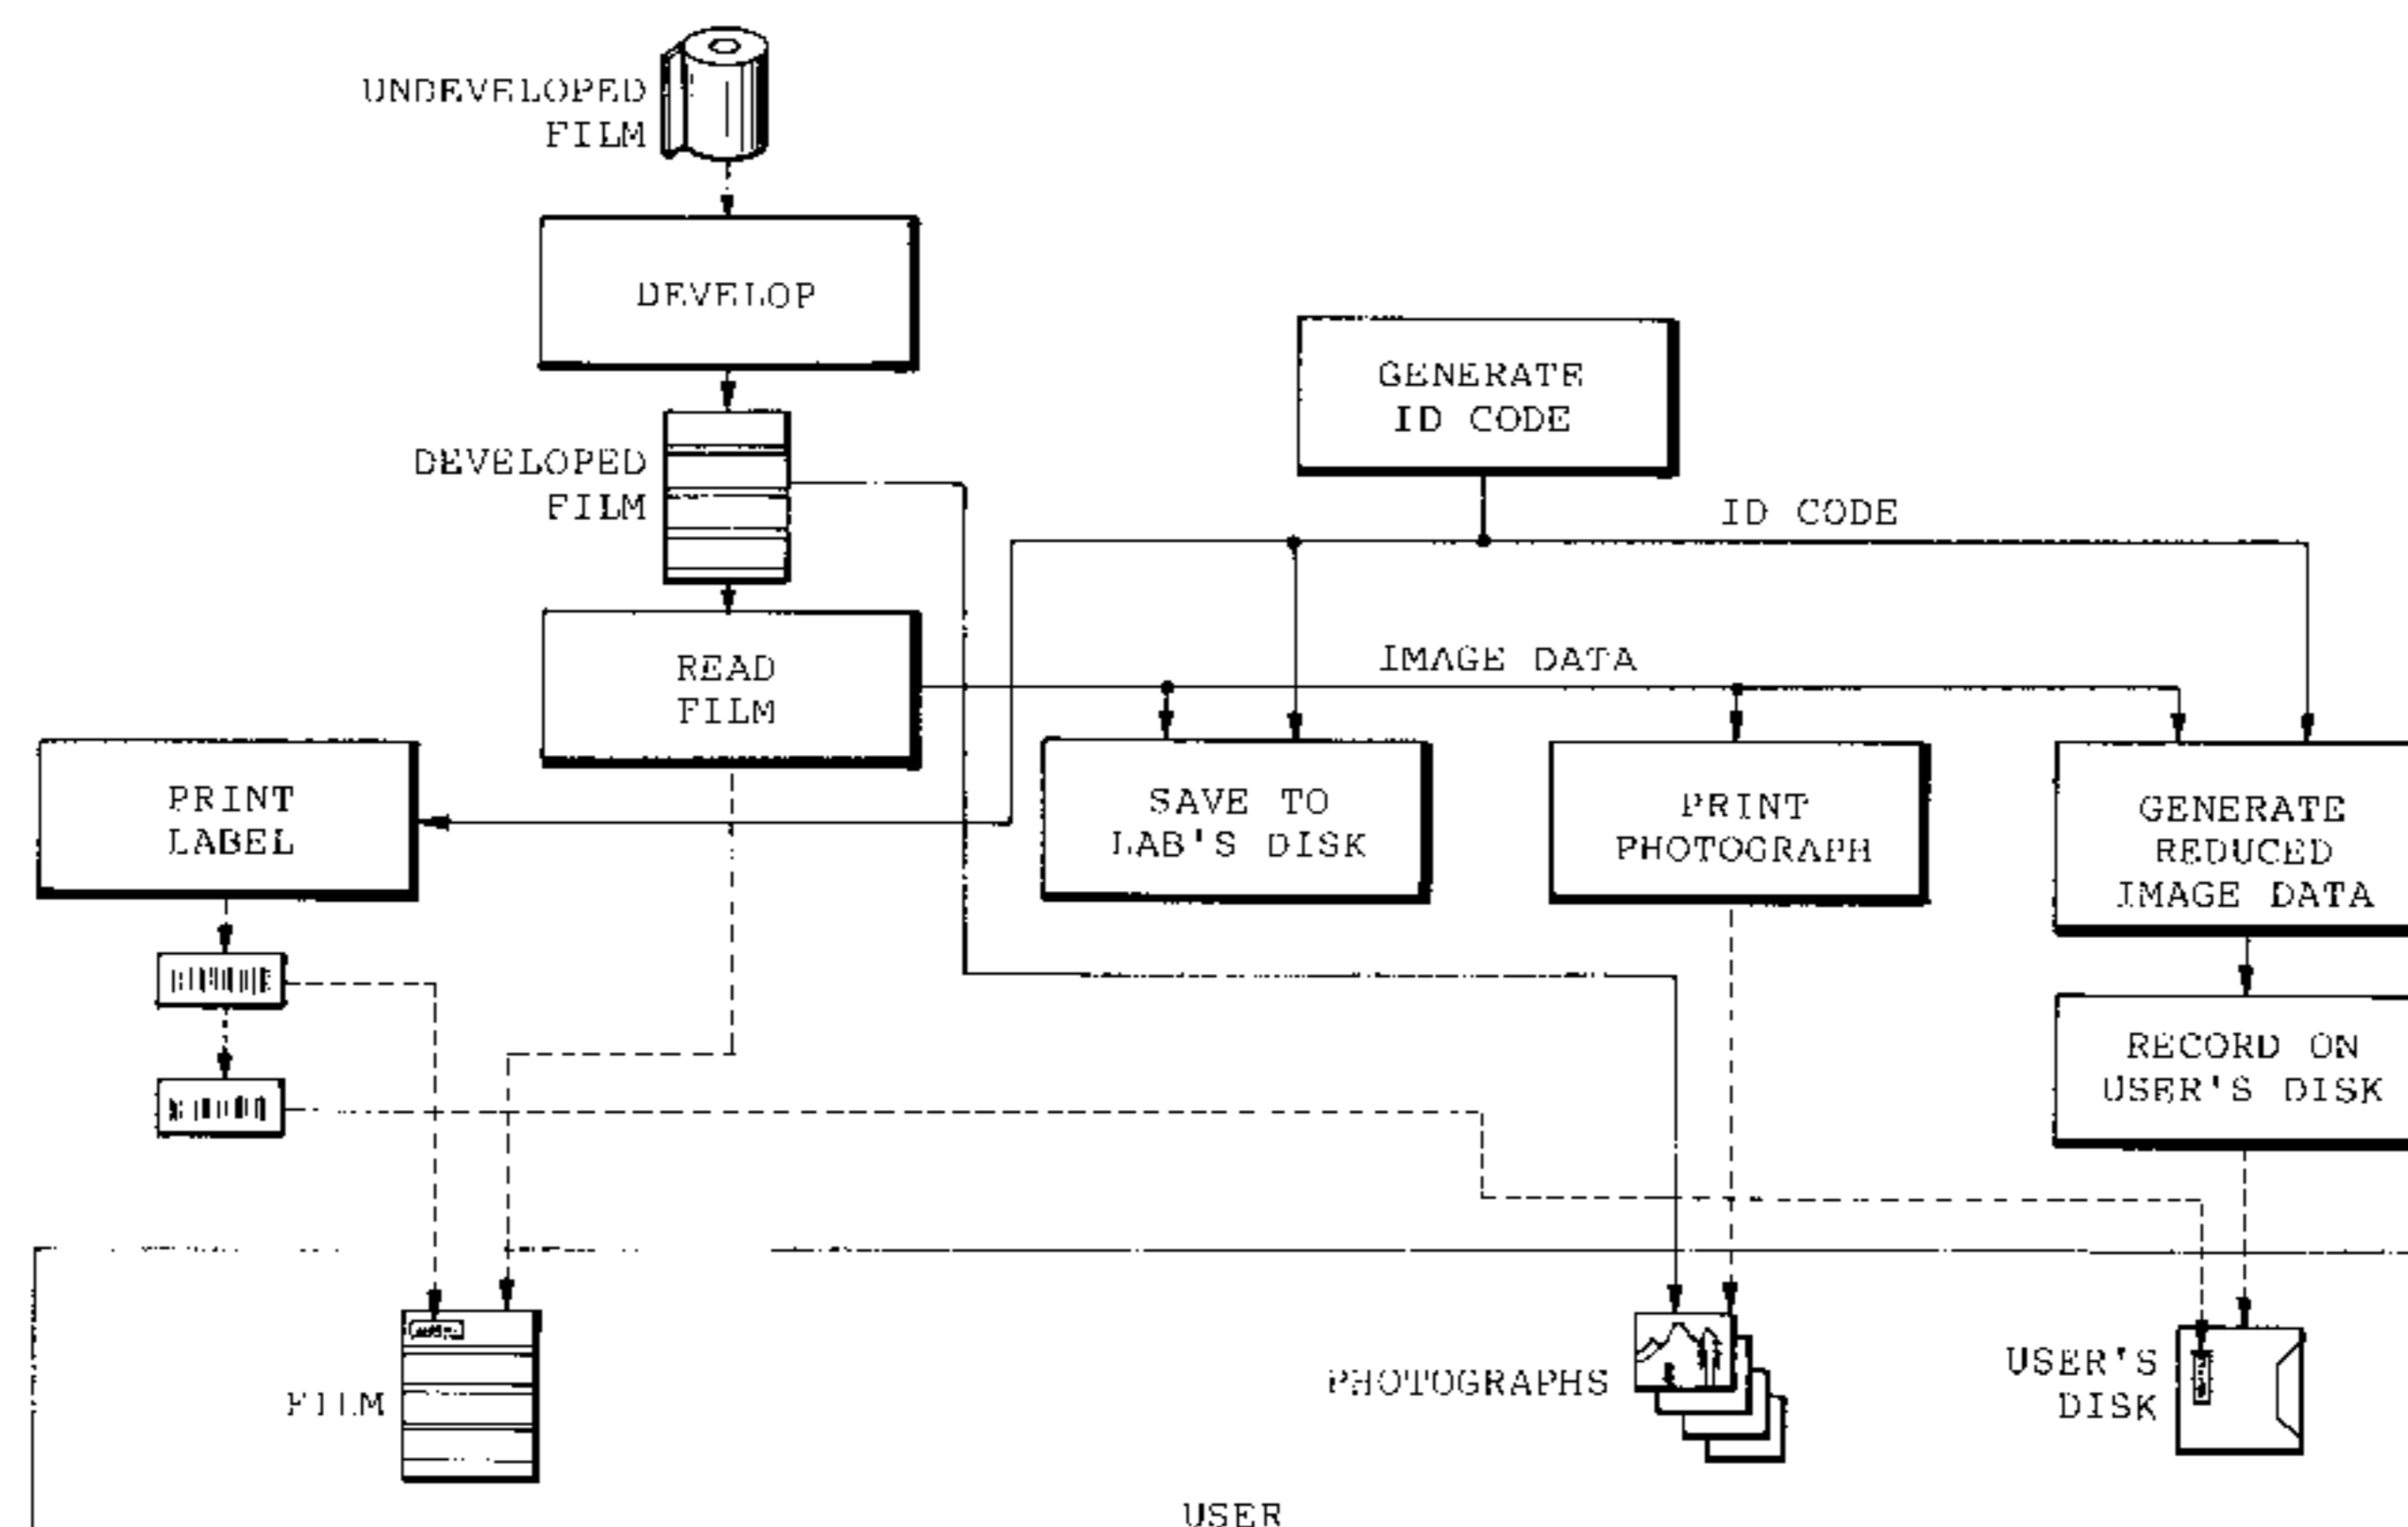 UNDEVELOPED
FILM
DEVELOP
GENERATE
ID CODE
DEVELOPED
FILM
ID CODE
READ
FILM
IMAGE DATA
PRINT
LABEL
SAVE TO
LAB'S DISK
PRINT
PHOTOGRAPH
GENERATE
REDUCED
IMAGE DATA
RECORD ON
USER'S DISK
FILM
PHOTOGRAPHS
USER'S
DISK
USER